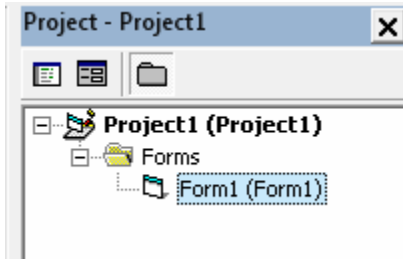 Project - Project1
Project1 (Project1)
Forms
Form1 (Form1)